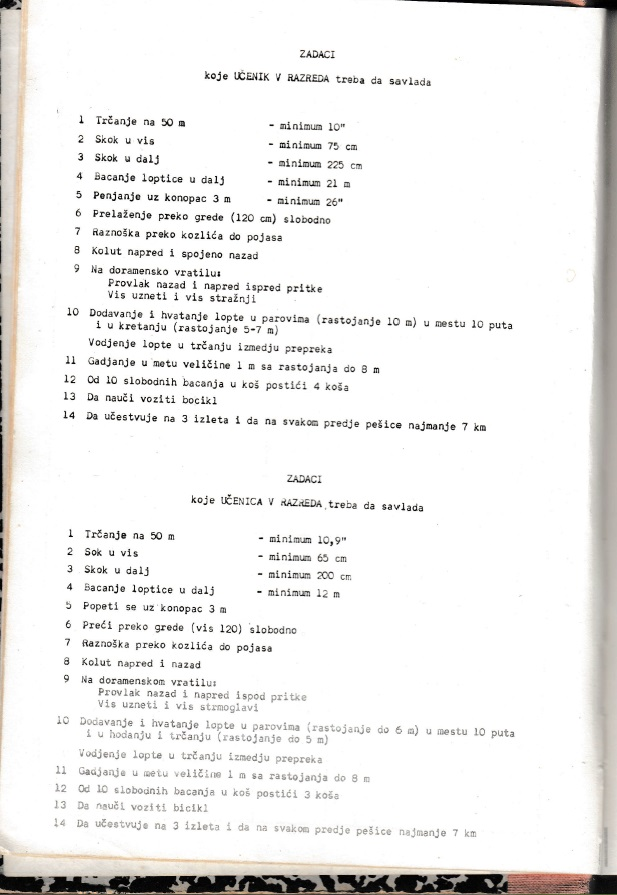 ZADACI
koje UČENIK V RAZREDA treba da savlada
1 Trčanje na 50 m - minimum 10"
2 Skok u vis - minimum 75 cm
3 Skok u dalj - minimum 225 cm
4 Bacanje loptice u dalj - minimum 21 m
5 Penjanje uz konopac 3 m - minimum 26"
6 Prelaženje preko grede (120 cm) slobodno
7 Raznoška preko kozlića do pojasa
8 Kolut napred i spojeno nazad
9 Na doramensko vratilu:
Provlak nazad i napred ispred pritke
Vis uzneti i vis stražnji
10 Dodavanje i hvatanje lopte u parovima (rastojanje 10 m) u mestu 10 puta
i u kretanju (rastojanje 5-7 m)
Vodjenje lopte u trčanju izmedju prepreka
11 Gadjanje u metu veličine 1 m sa rastojanja do 8 m
12 Od 10 slobodnih bacanja u koš postići 4 koša
13 Da nauči voziti bocikl
14 Da učestvuje na 3 izleta i da na svakom predje pešice najmanje 7 km
ZADACI
koje UČENICA V RAZREDA treba da savlada
1 Trčanje na 50 m - minimum 10,9"
2 Sok u vis - minimum 65 cm
3 Skok u dalj - minimum 200 cm
4 Bacanje loptice u dalj - minimum 12 m
5 Popeti se uz konopac 3 m
6 Preći preko grede (vis 120) slobodno
7 Raznoška preko kozlića do pojasa
8 Kolut napred i nazad
9 Na doramenskom vratilu:
Provlak nazad i napred ispod pritke
Vis uzneti i vis strmoglavi
10 Dodavanje i hvatanje lopte u parovima (rastojanje do 6 m) u mestu 10 puta
i u hodanju i trčanju (rastojanje do 5 m)
Vodjenje lopte u trčanju izmedju prepreka
11 Gadjanje u metu veličine 1 m sa rastojanja do 8 m
12 Od 10 slobodnih bacanja u koš postići 3 koša
13 Da nauči voziti bicikl
14 Da učestvuje na 3 izleta i da na svakom predje pešice najmanje 7 km